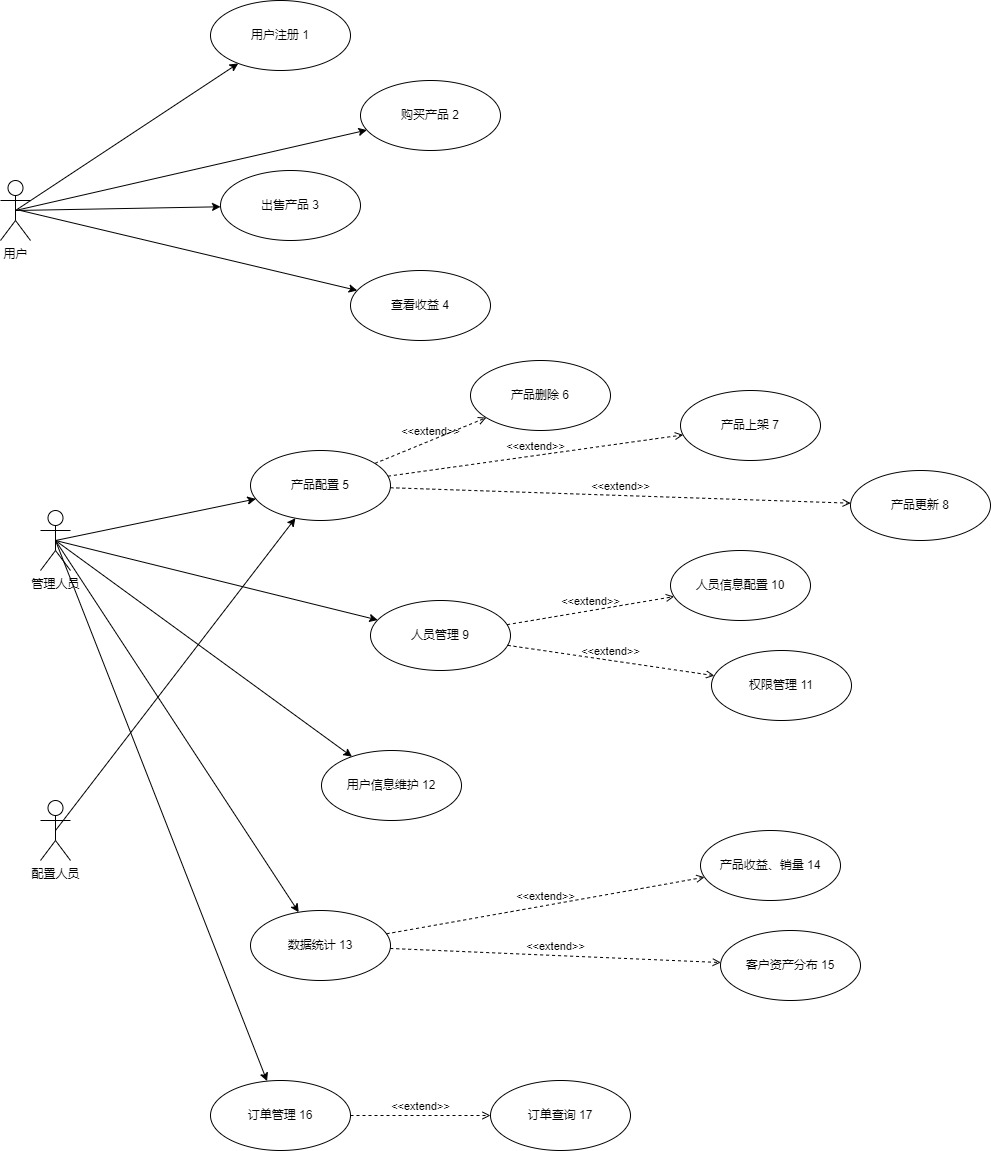 用户注册 1
购买产品 2
出售产品 3
用户
查看收益 4
产品删除 6
产品上架 7
<<extend>>
<<extend>>
产品配置 5
<<extend>>
产品更新 8
管理人员
人员信息配置 10
<<extend>>
人员管理 9
<<extend>>
权限管理 11
用户信息维护 12
配置人员
产品收益、销量 14
<<extend>>
数据统计 13
<<extend>>
客户资产分布 15
订单管理 16
<<extend>>
订单查询 17